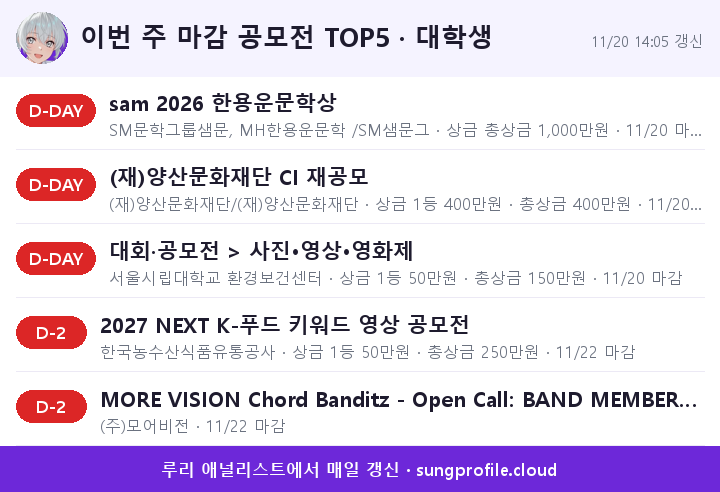 이번 주 마감 공모전 TOP5 · 대학생
11/20 14:05 갱신
D-DAY
sam 2026 한용운문학상
SM문학그룹샘문, MH한용운문학 /SM샘문그 · 상금 총상금 1,000만원 · 11/20 마...
D-DAY
(재)양산문화재단 CI 재공모
(재)양산문화재단/(재)양산문화재단 · 상금 1등 400만원 · 총상금 400만원 · 11/20...
D-DAY
대회·공모전 > 사진•영상•영화제
서울시립대학교 환경보건센터 · 상금 1등 50만원 · 총상금 150만원 · 11/20 마감
D-2
2027 NEXT K-푸드 키워드 영상 공모전
한국농수산식품유통공사 · 상금 1등 50만원 · 총상금 250만원 · 11/22 마감
D-2
MORE VISION Chord Banditz - Open Call: BAND MEMBER...
(주)모어비전 · 11/22 마감
루리 애널리스트에서 매일 갱신 · sungprofile.cloud